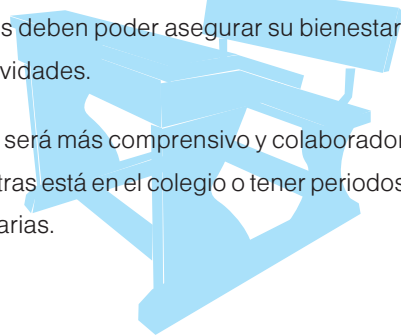 s deben poder asegurar su bienestar
vidades.
será más comprensivo y colaborador
tras está en el colegio o tener periodos
arias.